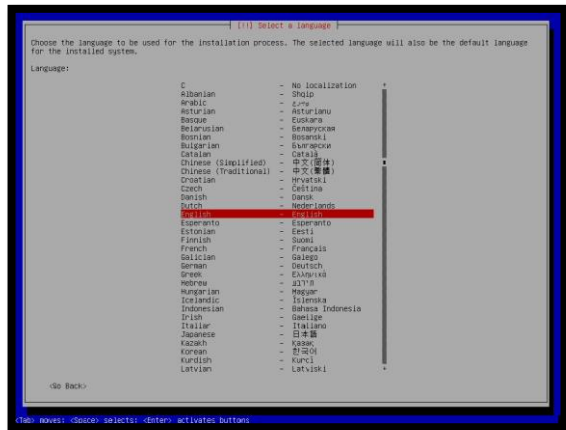 [!!] Select a language
Choose the language to be used for the installation process. The selected language will also be the default language
for the installed system.
Language:
C - No localization
Albanian - Shqip
Arabic - عربي
Asturian - Asturianu
Basque - Euskara
Belarusian - Беларуская
Bosnian - Bosanski
Bulgarian - Български
Catalan - Català
Chinese (Simplified) - 中文(简体)
Chinese (Traditional) - 中文(繁體)
Croatian - Hrvatski
Czech - Čeština
Danish - Dansk
Dutch - Nederlands
English - English
Esperanto - Esperanto
Estonian - Eesti
Finnish - Suomi
French - Français
Galician - Galego
German - Deutsch
Greek - Ελληνικά
Hebrew - עברית
Hungarian - Magyar
Icelandic - Íslenska
Indonesian - Bahasa Indonesia
Irish - Gaeilge
Italian - Italiano
Japanese - 日本語
Kazakh - Қазақ
Korean - 한국어
Kurdish - Kurdî
Latvian - Latviski
<Go Back>
<Tab> moves; <Space> selects; <Enter> activates buttons